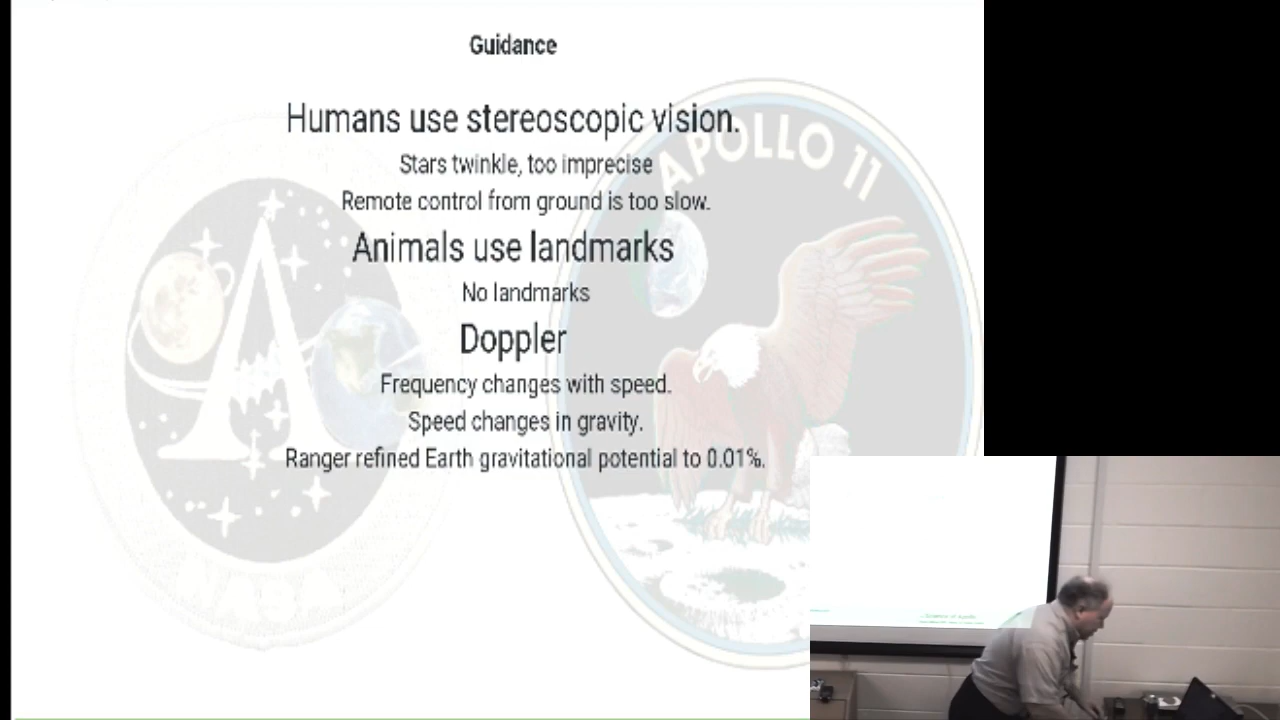 Guidance
Humans use stereoscopic vision.
Stars twinkle, too imprecise
Remote control from ground is too slow.
Animals use landmarks
No landmarks
Doppler
Frequency changes with speed.
Speed changes in gravity.
Ranger refined Earth gravitational potential to 0.01%.
APOLLO 11
NASA